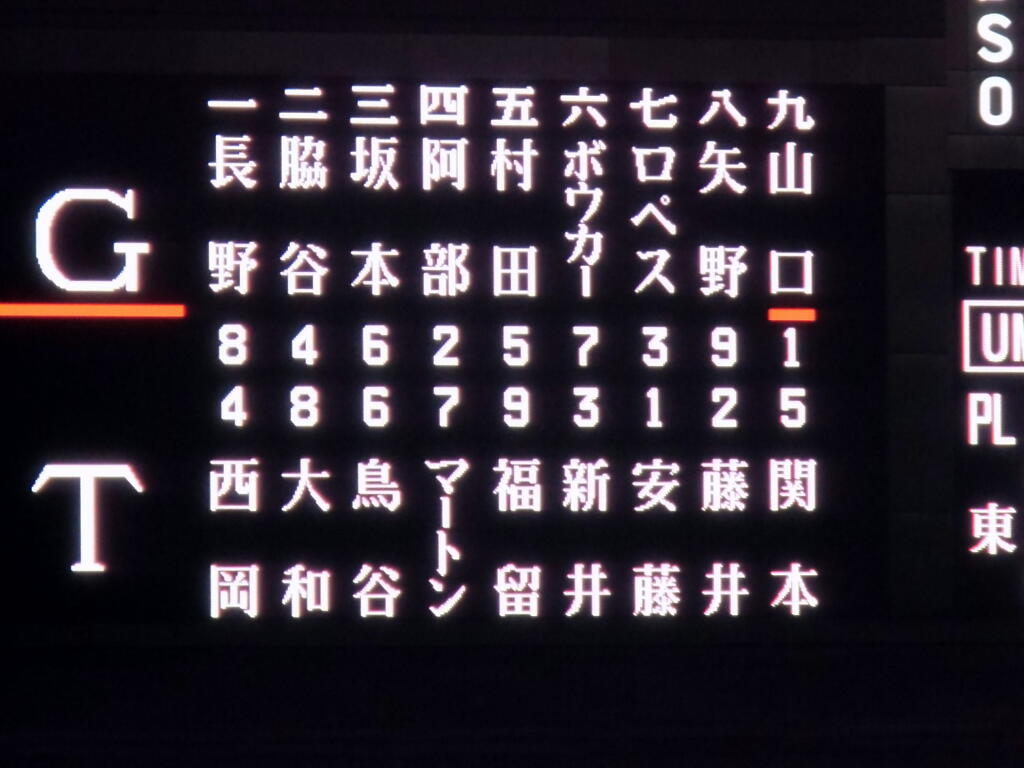 G
一 二 三 四 五 六 七 八 九
長野 脇谷 坂本 阿部 村田 ボウカー ロペス 矢野 山口
8 4 6 2 5 7 3 9 1
T
4 8 6 7 9 3 1 2 5
西岡 大和 鳥谷 マートン 福留 新井 安藤 藤井 関本
S
O
TIM
UM
PL
東